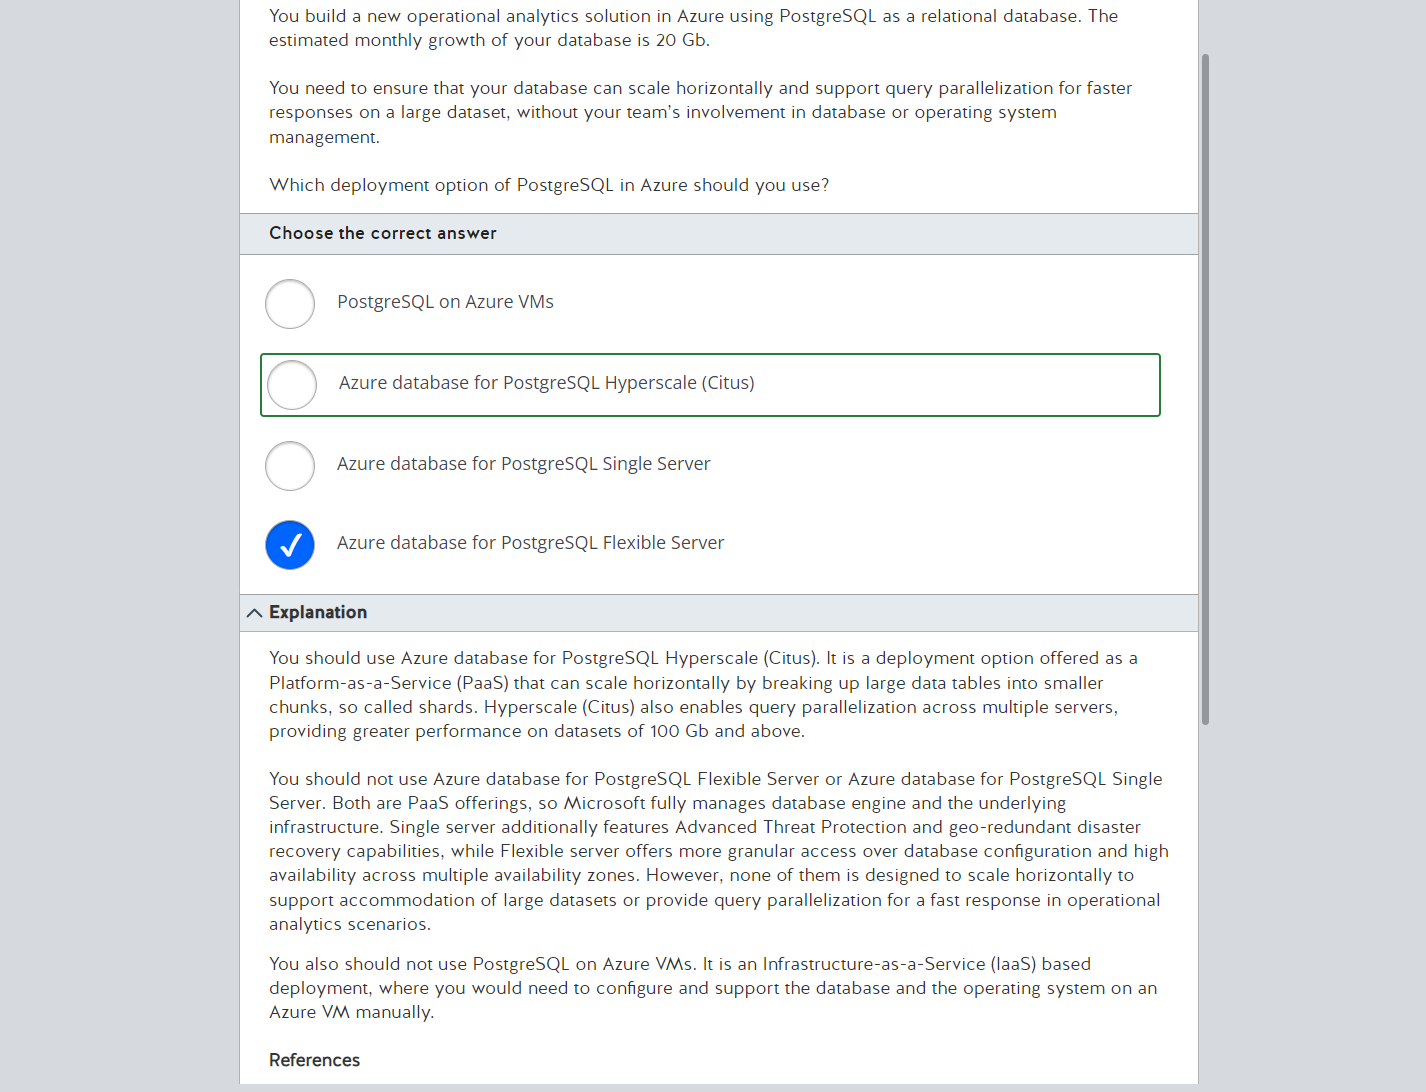 You build a new operational analytics solution in Azure using PostgreSQL as a relational database. The
estimated monthly growth of your database is 20 Gb.
You need to ensure that your database can scale horizontally and support query parallelization for faster
responses on a large dataset, without your team's involvement in database or operating system
management.
Which deployment option of PostgreSQL in Azure should you use?
Choose the correct answer
PostgreSQL on Azure VMs
Azure database for PostgreSQL Hyperscale (Citus)
Azure database for PostgreSQL Single Server
Azure database for PostgreSQL Flexible Server
Explanation
You should use Azure database for PostgreSQL Hyperscale (Citus). It is a deployment option offered as a
Platform-as-a-Service (PaaS) that can scale horizontally by breaking up large data tables into smaller
chunks, so called shards. Hyperscale (Citus) also enables query parallelization across multiple servers,
providing greater performance on datasets of 100 Gb and above.
You should not use Azure database for PostgreSQL Flexible Server or Azure database for PostgreSQL Single
Server. Both are PaaS offerings, so Microsoft fully manages database engine and the underlying
infrastructure. Single server additionally features Advanced Threat Protection and geo-redundant disaster
recovery capabilities, while Flexible server offers more granular access over database configuration and high
availability across multiple availability zones. However, none of them is designed to scale horizontally to
support accommodation of large datasets or provide query parallelization for a fast response in operational
analytics scenarios.
You also should not use PostgreSQL on Azure VMs. It is an Infrastructure-as-a-Service (IaaS) based
deployment, where you would need to configure and support the database and the operating system on an
Azure VM manually.
References